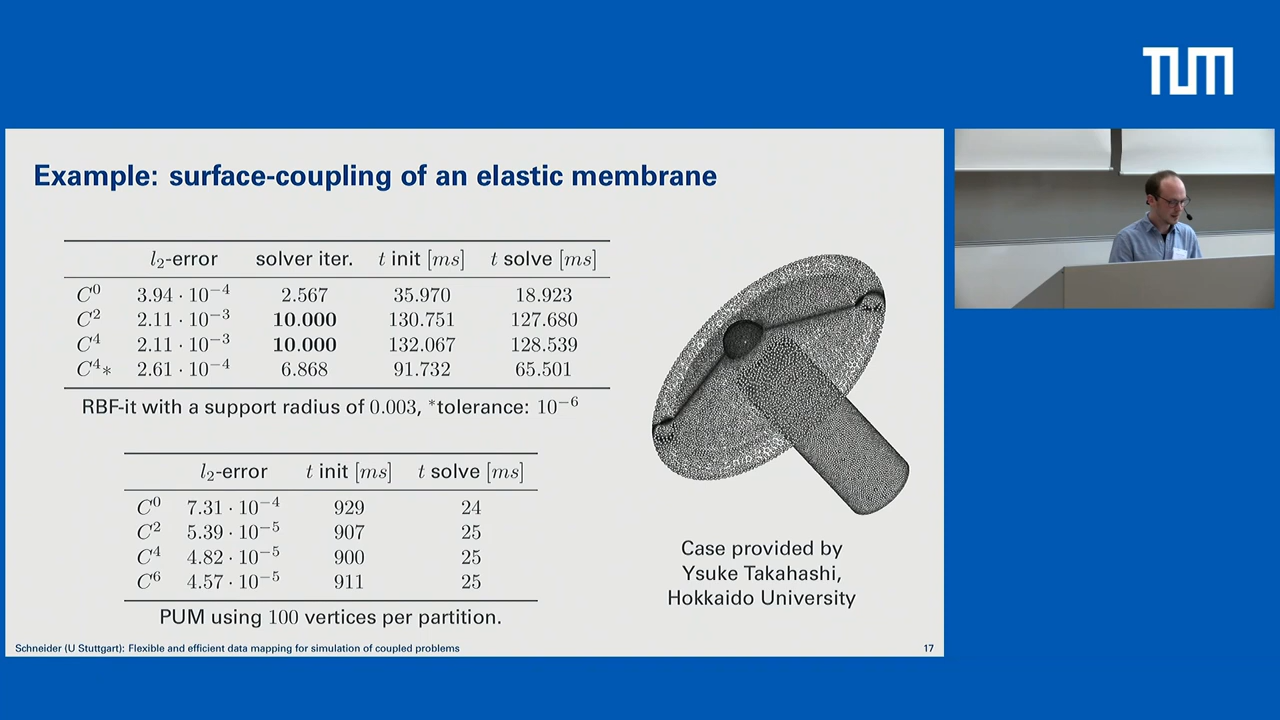 TUM
Example: surface-coupling of an elastic membrane
l₂-error solver iter. t init [ms] t solve [ms]
C⁰ 3.94 · 10⁻⁴ 2.567 35.970 18.923
C² 2.11 · 10⁻³ 10.000 130.751 127.680
C⁴ 2.11 · 10⁻³ 10.000 132.067 128.539
C⁴* 2.61 · 10⁻⁴ 6.868 91.732 65.501
RBF-it with a support radius of 0.003, *tolerance: 10⁻⁶
l₂-error t init [ms] t solve [ms]
C⁰ 7.31 · 10⁻⁴ 929 24
C² 5.39 · 10⁻⁵ 907 25
C⁴ 4.82 · 10⁻⁵ 900 25
C⁶ 4.57 · 10⁻⁵ 911 25
PUM using 100 vertices per partition.
Case provided by
Ysuke Takahashi,
Hokkaido University
Schneider (U Stuttgart): Flexible and efficient data mapping for simulation of coupled problems 17